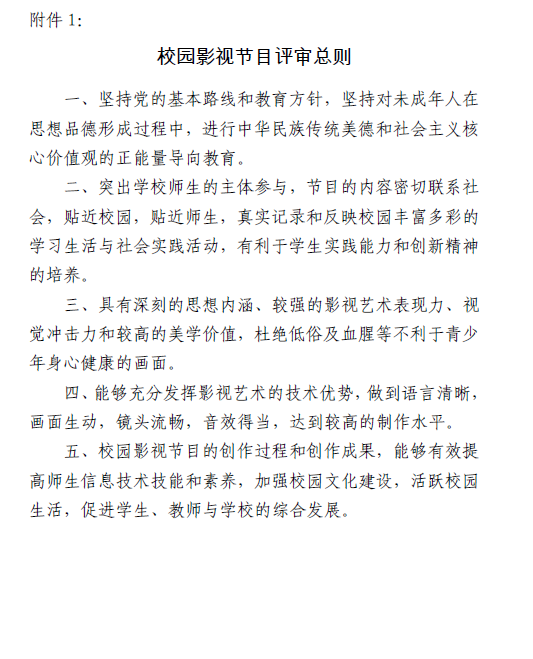 附件 1：
校园影视节目评审总则
一、坚持党的基本路线和教育方针，坚持对未成年人在
思想品德形成过程中，进行中华民族传统美德和社会主义核
心价值观的正能量导向教育。
二、突出学校师生的主体参与，节目的内容密切联系社
会，贴近校园，贴近师生，真实记录和反映校园丰富多彩的
学习生活与社会实践活动，有利于学生实践能力和创新精神
的培养。
三、具有深刻的思想内涵、较强的影视艺术表现力、视
觉冲击力和较高的美学价值，杜绝低俗及血腥等不利于青少
年身心健康的画面。
四、能够充分发挥影视艺术的技术优势，做到语言清晰，
画面生动，镜头流畅，音效得当，达到较高的制作水平。
五、校园影视节目的创作过程和创作成果，能够有效提
高师生信息技术技能和素养，加强校园文化建设，活跃校园
生活，促进学生、教师与学校的综合发展。